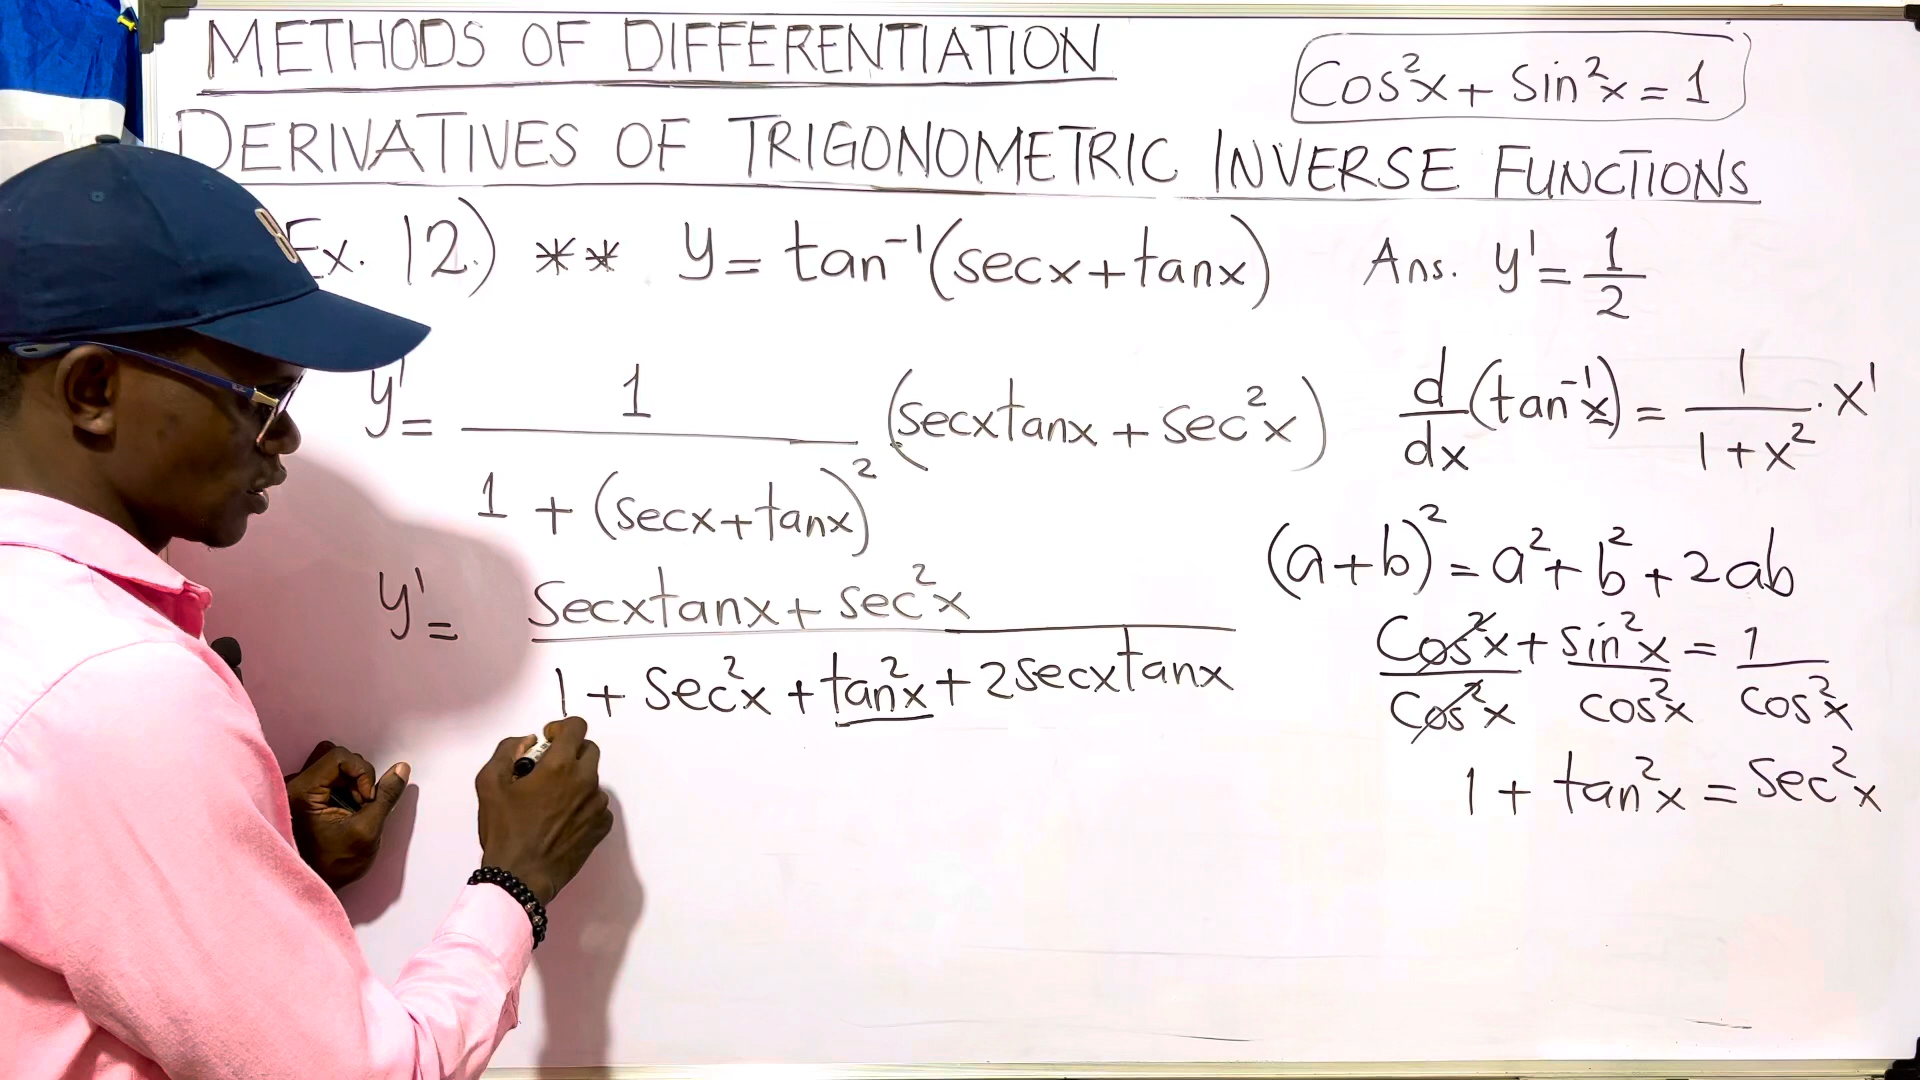 METHODS OF DIFFERENTIATION
Cos²x + Sin²x = 1
DERIVATIVES OF TRIGONOMETRIC INVERSE FUNCTIONS
Ex. 12.) ** y = tan⁻¹(secx + tanx) Ans. y' = 1/2
y' = 1/(1 + (secx + tanx)²) (secxtanx + sec²x)
d/dx (tan⁻¹x) = 1/(1 + x²) · x'
(a+b)² = a² + b² + 2ab
y' = (secxtanx + sec²x)/(1 + sec²x + tan²x + 2secxtanx)
Cos²x/Cos²x + sin²x/cos²x = 1/cos²x
1 + tan²x = sec²x